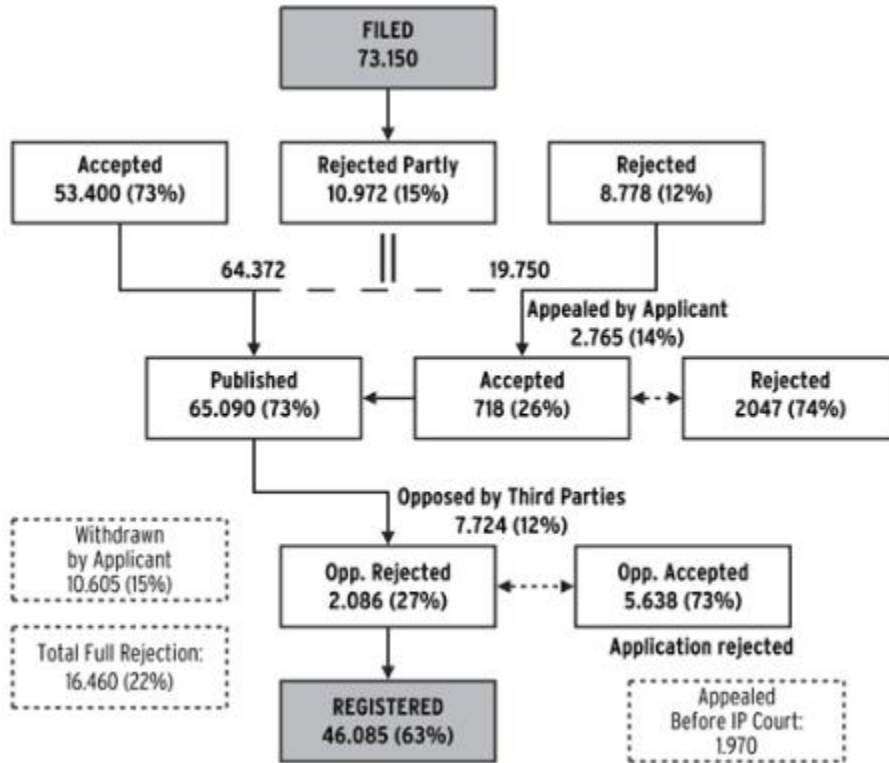 FILED
73.150
Accepted
53.400 (73%)
Rejected Partly
10.972 (15%)
Rejected
8.778 (12%)
64.372
19.750
Appealed by Applicant
2.765 (14%)
Published
65.090 (73%)
Accepted
718 (26%)
Rejected
2047 (74%)
Opposed by Third Parties
7.724 (12%)
Withdrawn
by Applicant
10.605 (15%)
Opp. Rejected
2.086 (27%)
Opp. Accepted
5.638 (73%)
Application rejected
Total Full Rejection:
16.460 (22%)
REGISTERED
46.085 (63%)
Appealed
Before IP Court:
1.970